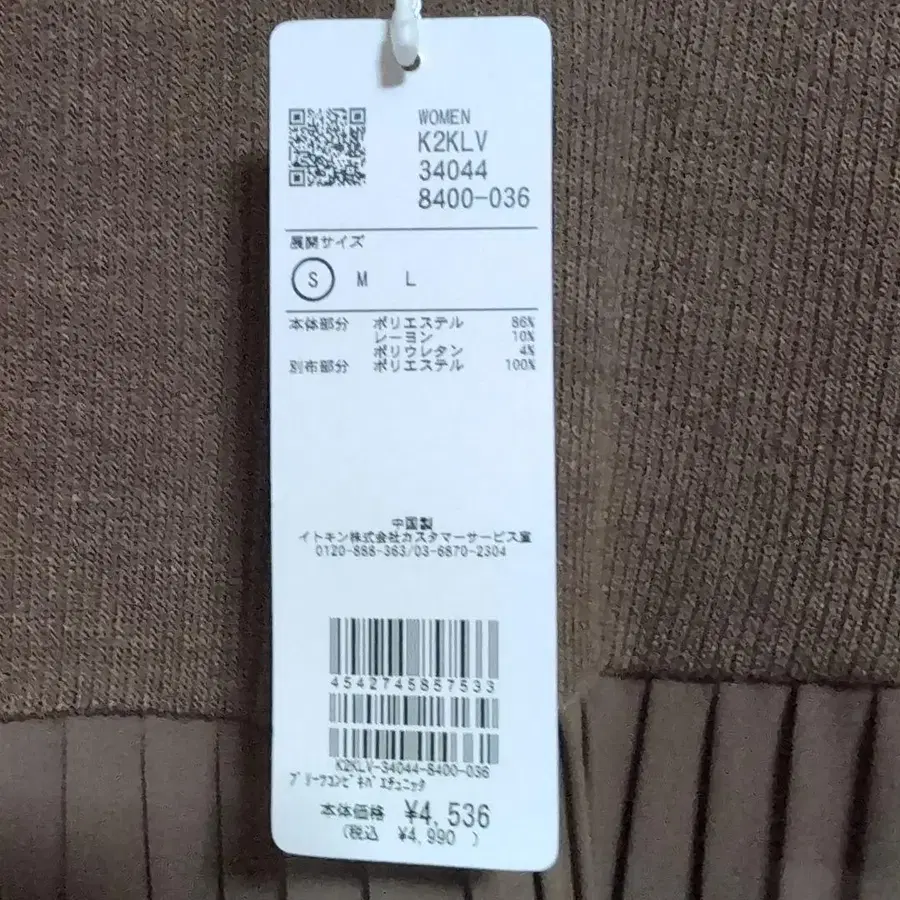 WOMEN
K2KLV
34044
8400-036
展開サイズ
S M L
本体部分 ポリエステル 86%
レーヨン 10%
ポリウレタン 4%
別布部分 ポリエステル 100%
中国製
イトキン株式会社カスタマーサービス室
0120-888-363/03-6870-2304
4542745857533
K2KLV-34044-8400-036
本体価格 ¥4,536
(税込 ¥4,990 )